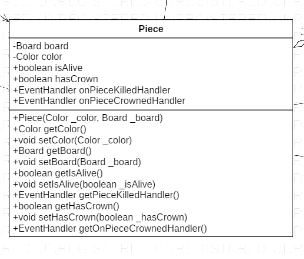 Piece
-Board board
-Color color
+boolean isAlive
+boolean hasCrown
+EventHandler onPieceKilledHandler
+EventHandler onPieceCrownedHandler
+Piece(Color _color, Board _board)
+Color getColor()
+void setColor(Color _color)
+Board getBoard()
+void setBoard(Board _board)
+boolean getIsAlive()
+void setIsAlive(boolean _isAlive)
+EventHandler getPieceKilledHandler()
+boolean getHasCrown()
+void setHasCrown(boolean _hasCrown)
+EventHandler getOnPieceCrownedHandler()